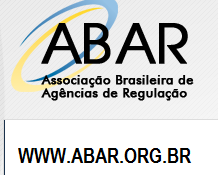 ABAR
Associação Brasileira de
Agências de Regulação
WWW.ABAR.ORG.BR